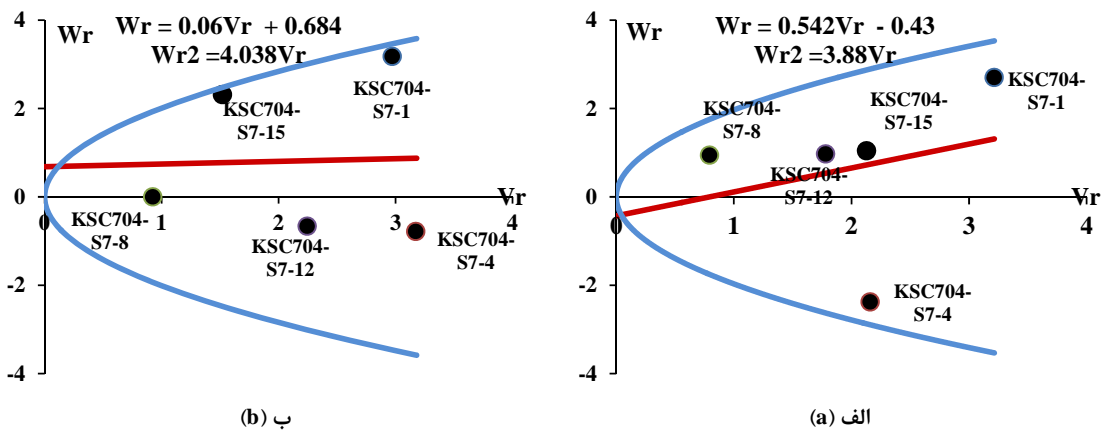 Wr
Wr = 0.06Vr + 0.684
Wr2 =4.038Vr
4
2
0
-2
-4
0
1
2
3
4
Vr
KSC704-
S7-1
KSC704-
S7-15
KSC704-
S7-8
KSC704-
S7-12
KSC704-
S7-4
ب (b)
Wr
Wr = 0.542Vr - 0.43
Wr2 =3.88Vr
4
2
0
-2
-4
0
1
2
3
4
Vr
KSC704-
S7-1
KSC704-
S7-8
KSC704-
S7-15
KSC704-
S7-12
KSC704-
S7-4
الف (a)